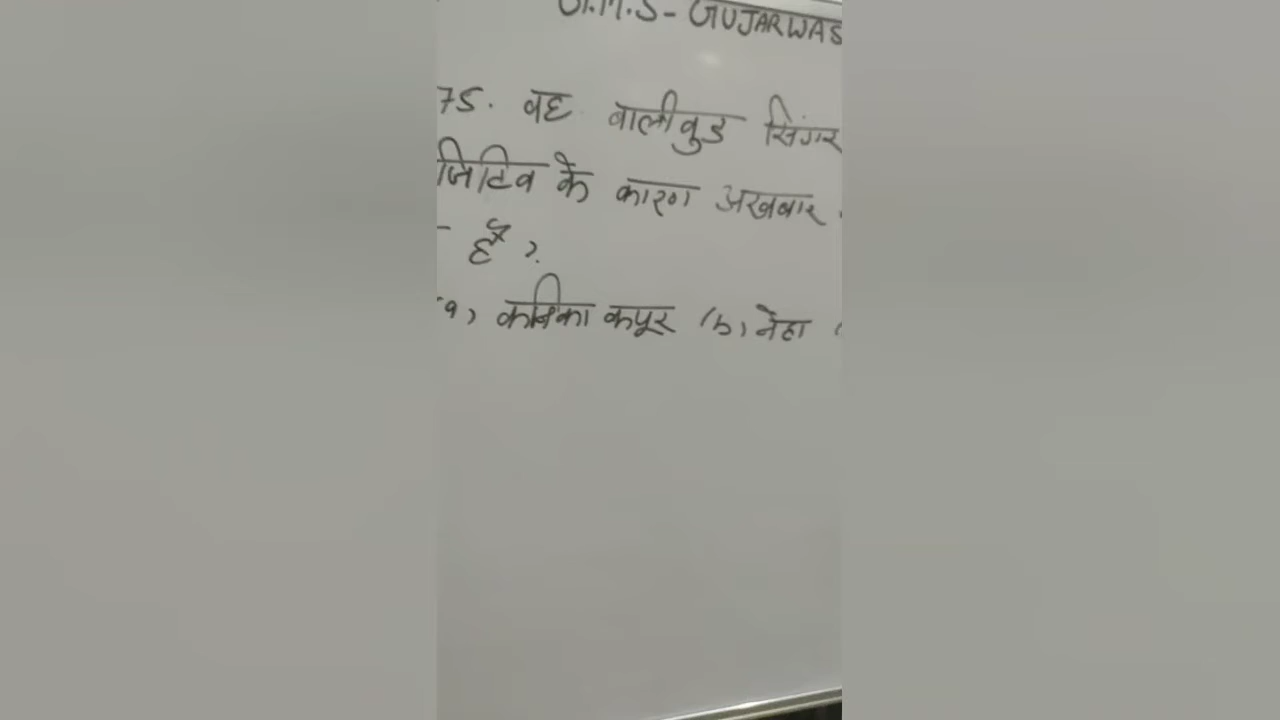 G.M.S - GUJARWAS
75. वह बालीवुड सिंगर
जिटिव के कारण अखबार
- हैं ?
(a) कनिका कपूर (b) नेहा (